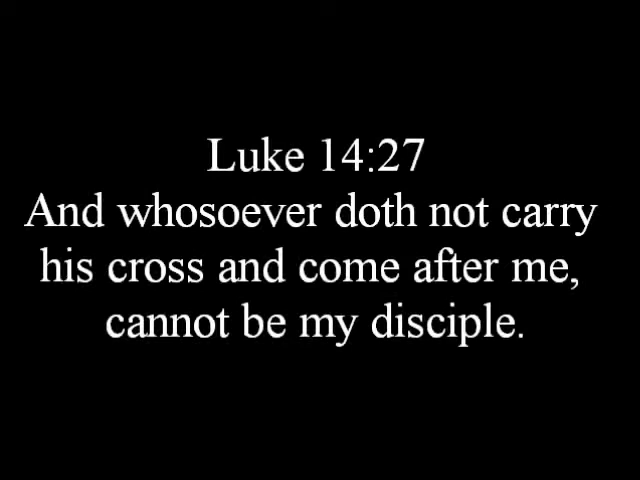 Luke 14:27
And whosoever doth not carry
his cross and come after me,
cannot be my disciple.